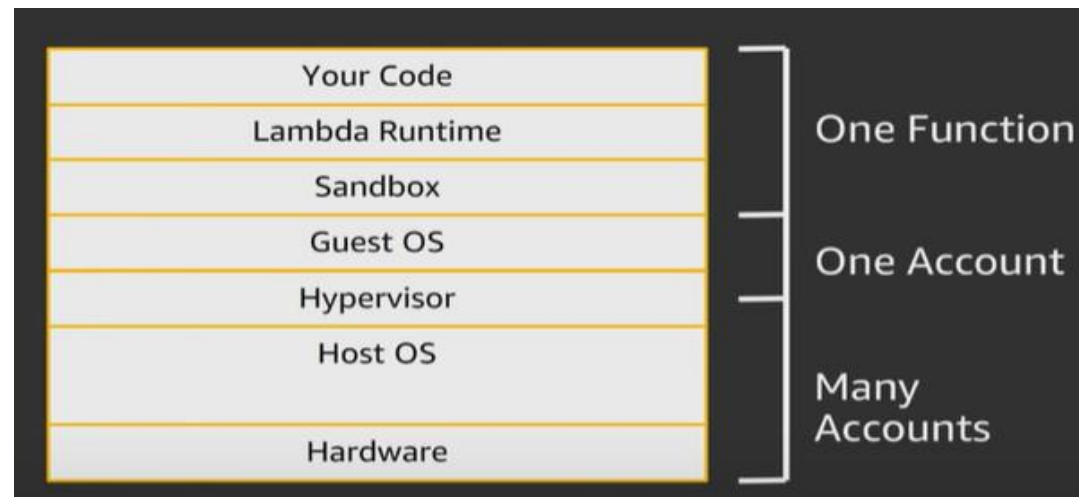 Your Code
Lambda Runtime
Sandbox
Guest OS
Hypervisor
Host OS
Hardware
One Function
One Account
Many
Accounts